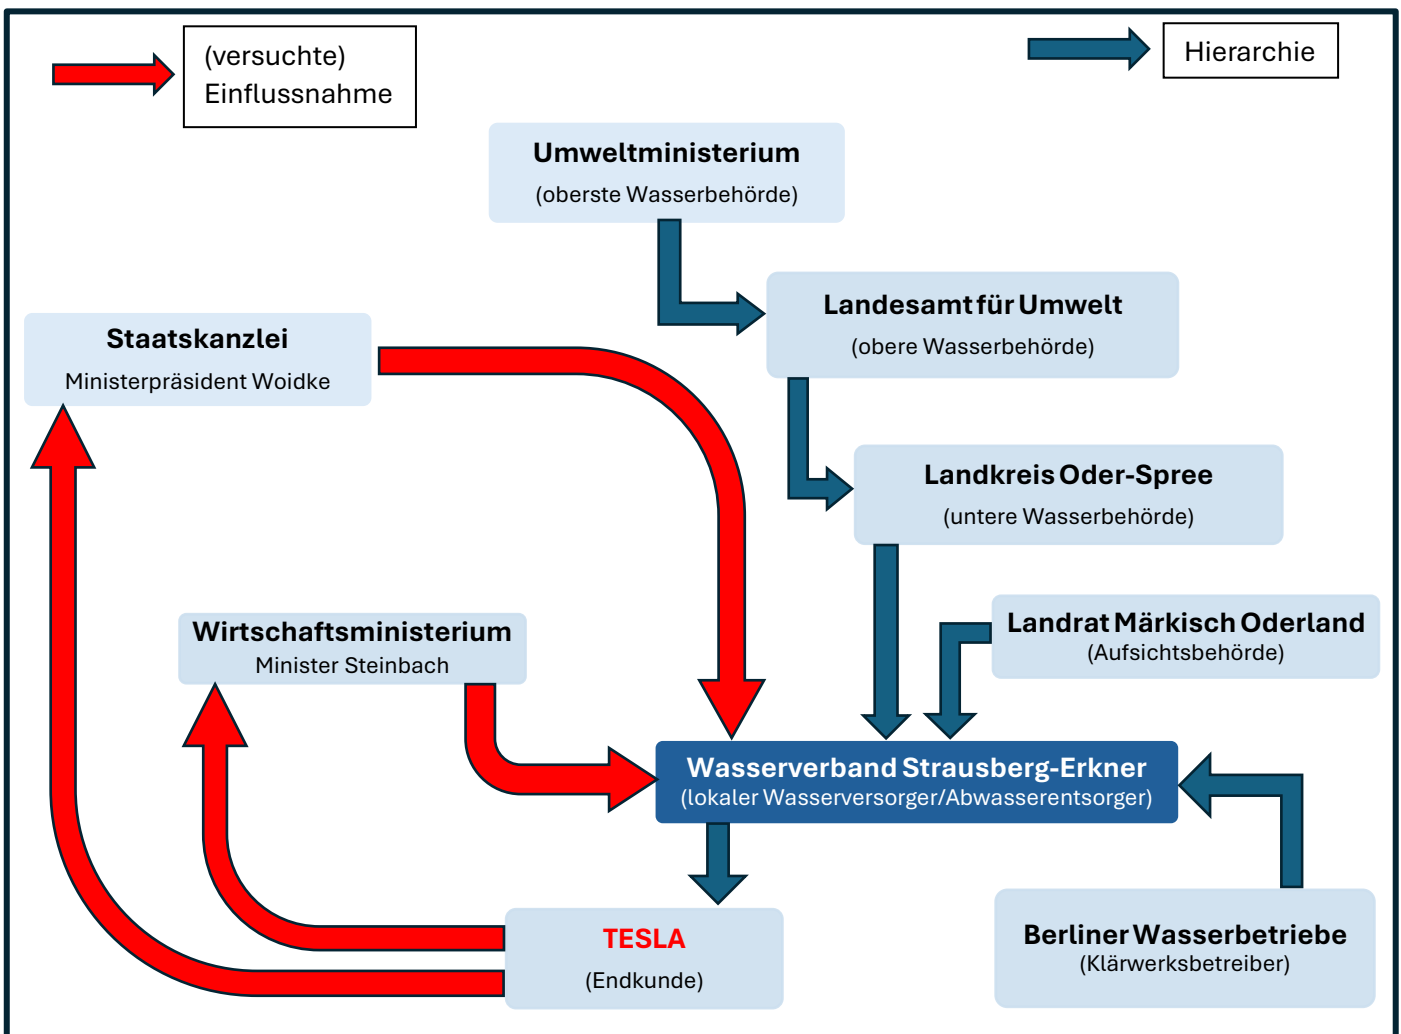 (versuchte)
Einflussnahme
Hierarchie
Umweltministerium
(oberste Wasserbehörde)
Landesamt für Umwelt
(obere Wasserbehörde)
Staatskanzlei
Ministerpräsident Woidke
Landkreis Oder-Spree
(untere Wasserbehörde)
Landrat Märkisch Oderland
(Aufsichtsbehörde)
Wirtschaftsministerium
Minister Steinbach
Wasserverband Strausberg-Erkner
(lokaler Wasserversorger/Abwasserentsorger)
TESLA
(Endkunde)
Berliner Wasserbetriebe
(Klärwerksbetreiber)